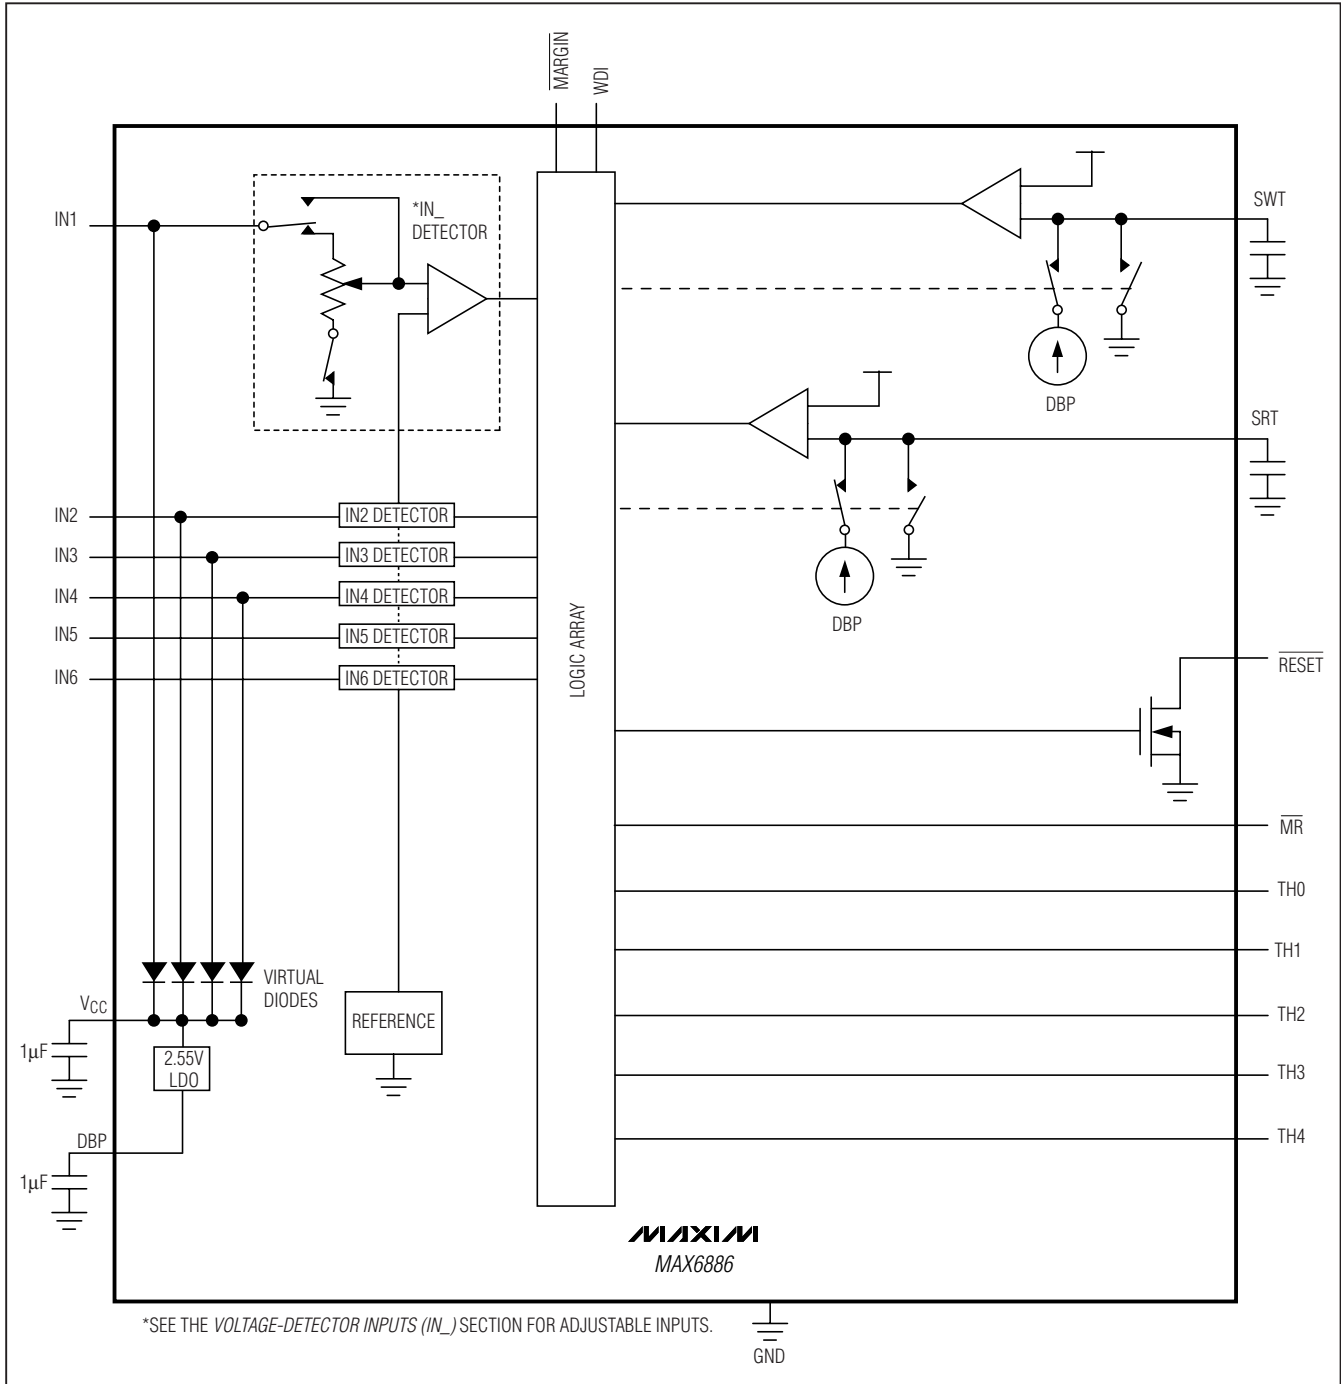 MARGIN
WDI
IN1
*IN_
DETECTOR
SWT
DBP
SRT
DBP
IN2
IN2 DETECTOR
IN3
IN3 DETECTOR
IN4
IN4 DETECTOR
IN5
IN5 DETECTOR
IN6
IN6 DETECTOR
LOGIC ARRAY
RESET
MR
TH0
TH1
TH2
TH3
TH4
VIRTUAL
DIODES
VCC
1µF
2.55V
LDO
REFERENCE
DBP
1µF
MAXIM
MAX6886
*SEE THE VOLTAGE-DETECTOR INPUTS (IN_) SECTION FOR ADJUSTABLE INPUTS.
GND